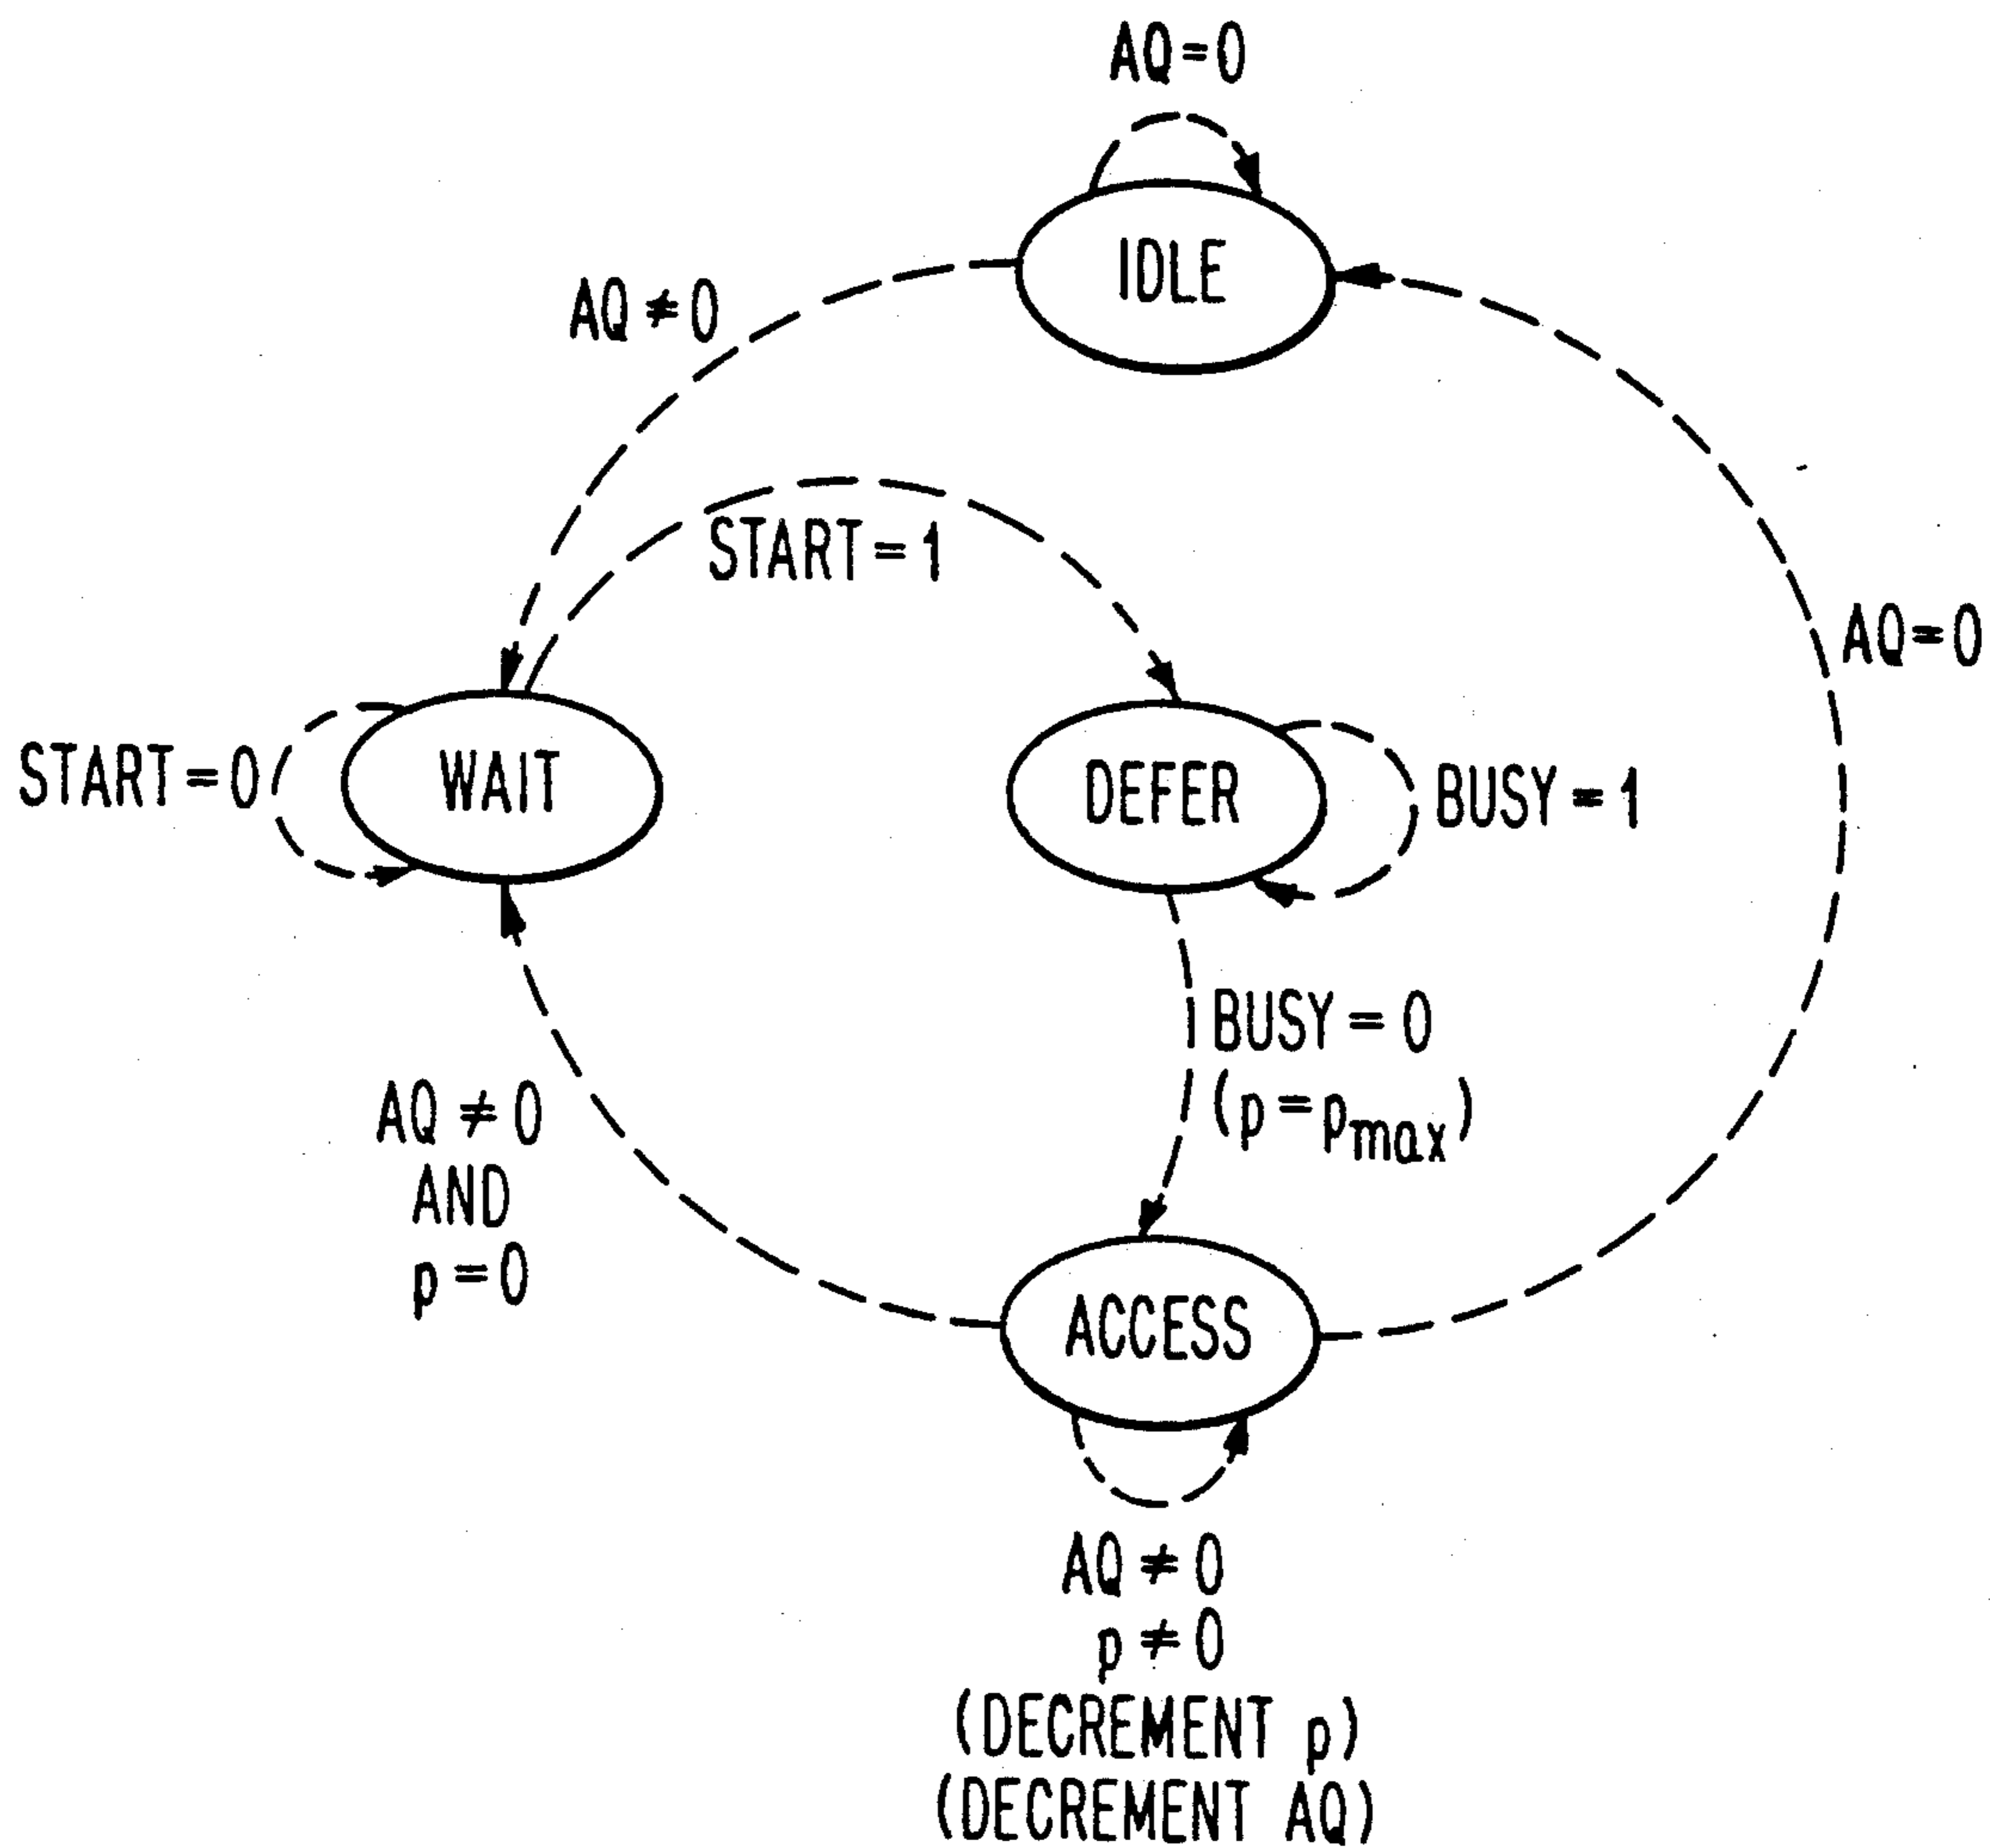 AQ=0
IDLE
AQ≠0
START=1
AQ=0
START=0
WAIT
DEFER
BUSY=1
BUSY=0
(p=pmax)
AQ≠0
AND
p=0
ACCESS
AQ≠0
p≠0
(DECREMENT p)
(DECREMENT AQ)